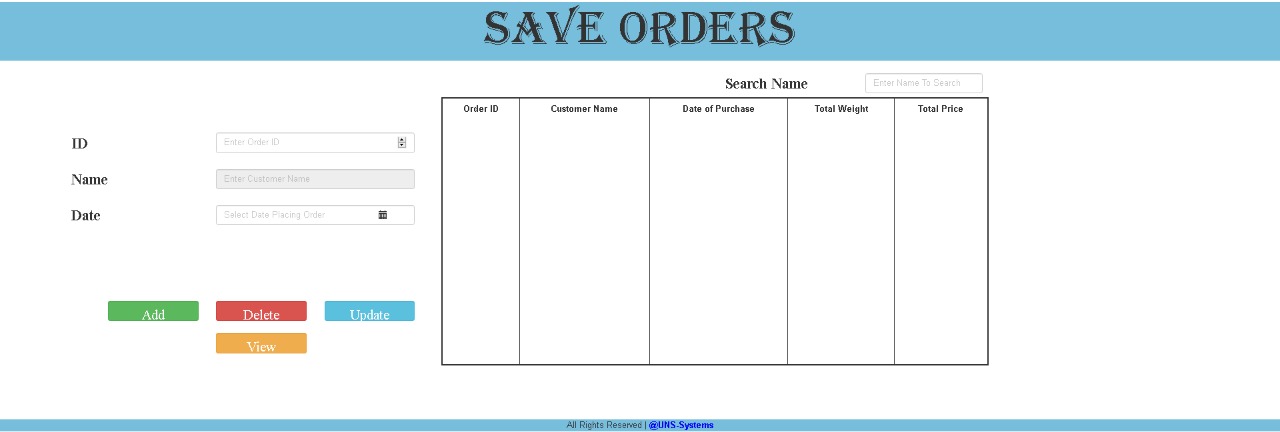 SAVE ORDERS
Search Name Enter Name To Search
Order ID Customer Name Date of Purchase Total Weight Total Price
ID Enter Order ID
Name Enter Customer Name
Date Select Date Placing Order
Add Delete Update
View
All Rights Reserved | @UNS-Systems